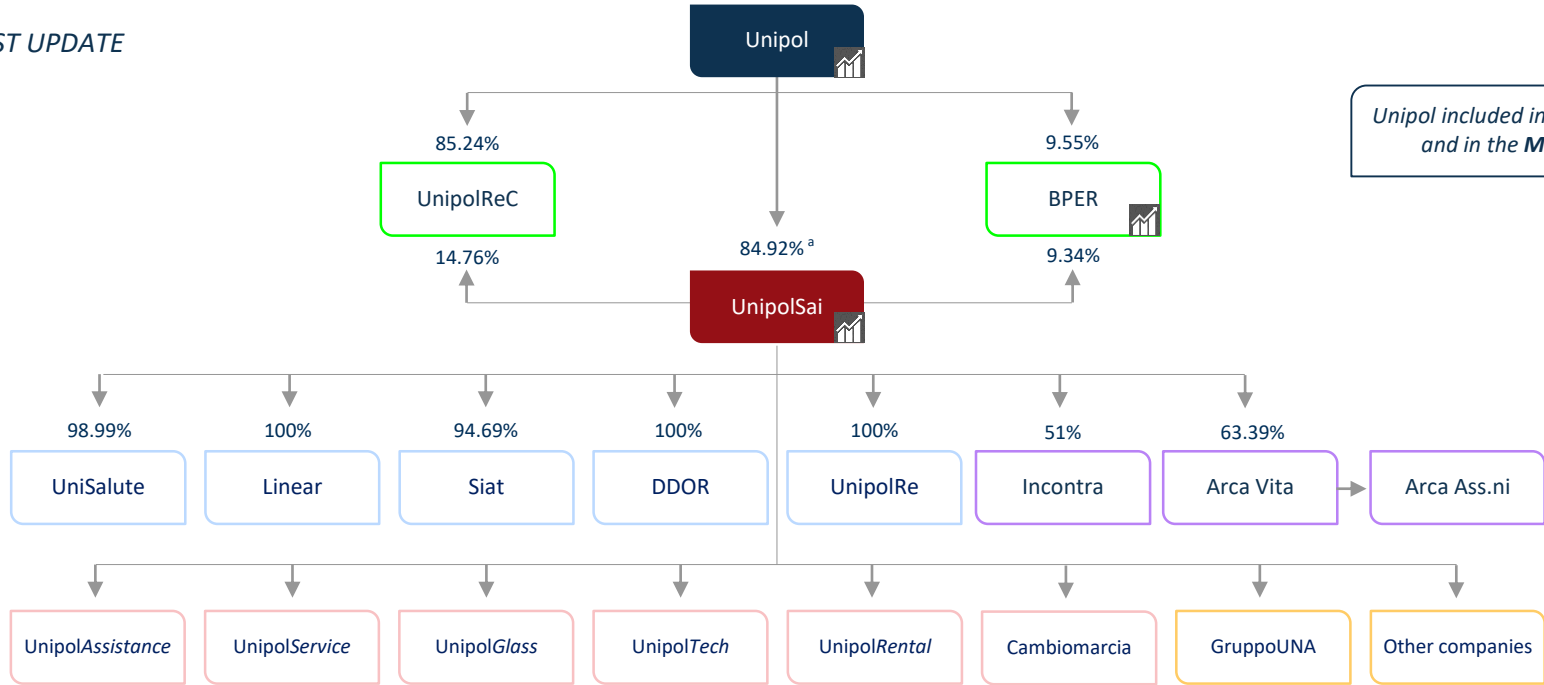 Unipol
ST UPDATE
Unipol included in
and in the M
85.24%
9.55%
UnipolReC
BPER
14.76%
84.92% a
9.34%
UnipolSai
98.99%
100%
94.69%
100%
100%
51%
63.39%
UniSalute
Linear
Siat
DDOR
UnipolRe
Incontra
Arca Vita
Arca Ass.ni
UnipolAssistance
UnipolService
UnipolGlass
UnipolTech
UnipolRental
Cambiomarcia
GruppoUNA
Other companies